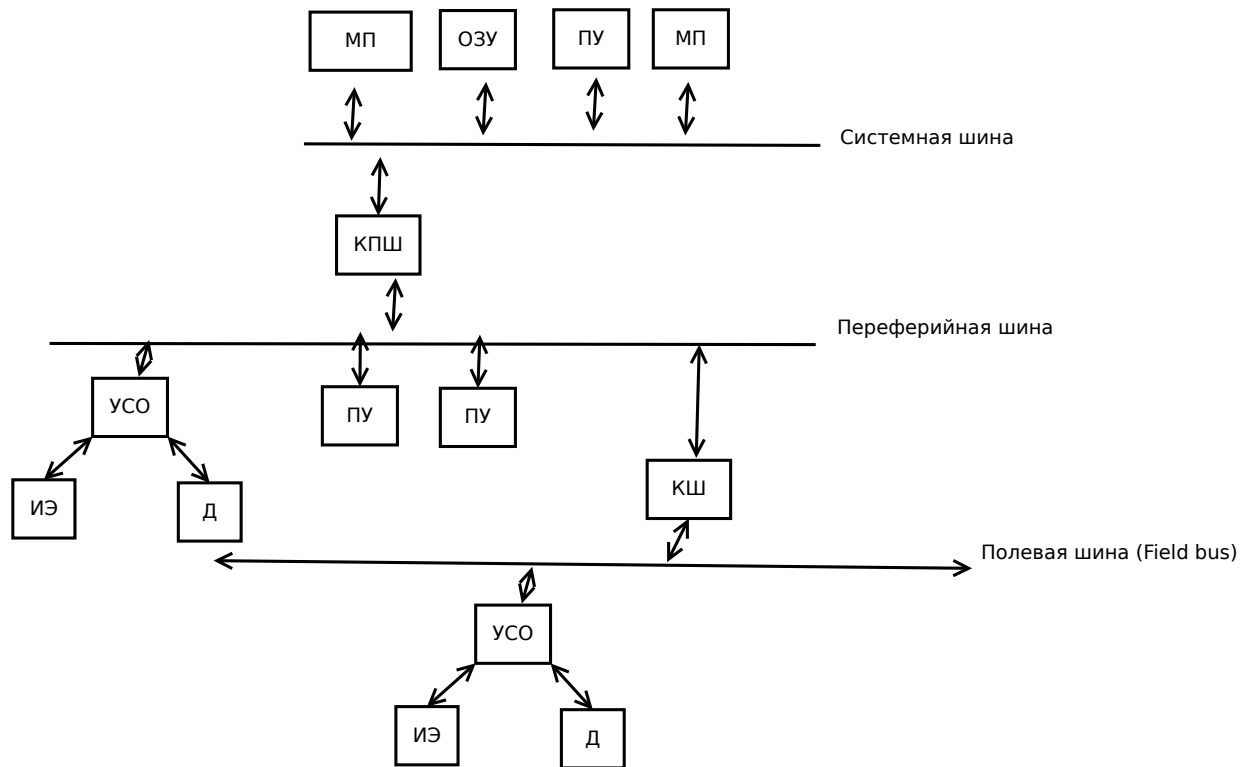 МП
ОЗУ
ПУ
МП
Системная шина
КПШ
Переферийная шина
УСО
ПУ
ПУ
КШ
ИЭ
Д
Полевая шина (Field bus)
УСО
ИЭ
Д